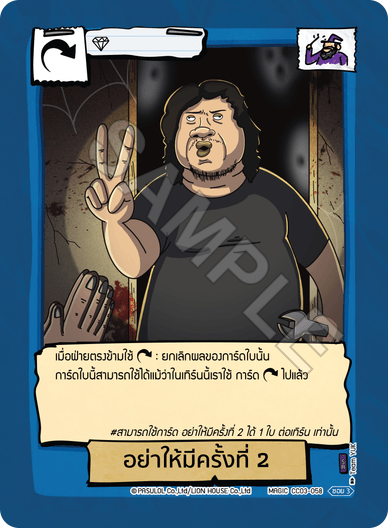 SAMPLE
เมื่อฝ่ายตรงข้ามใช้ : ยกเลิกผลของการ์ดใบนั้น
การ์ดใบนี้สามารถใช้ได้แม้ว่าในเทิร์นนี้เราใช้ การ์ด ไปแล้ว
#สามารถใช้การ์ด อย่าให้มีครั้งที่ 2 ได้ 1 ใบ ต่อเทิร์น เท่านั้น
อย่าให้มีครั้งที่ 2
Team YUK
© PASULOL Co.,Ltd/LION HOUSE Co.,Ltd MAGIC CC03-058 ซอย 3